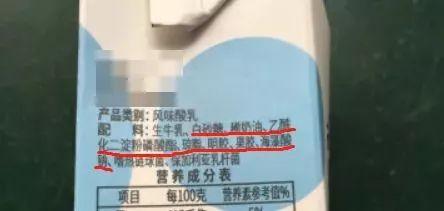 产品类别:风味酸乳
配    料:生牛乳、白砂糖、稀奶油、乙酰
化二淀粉磷酸酯、琼脂、明胶、果胶、海藻酸
钠、嗜热链球菌、保加利亚乳杆菌
营养成分表
项目 每100克 营养素参考值%